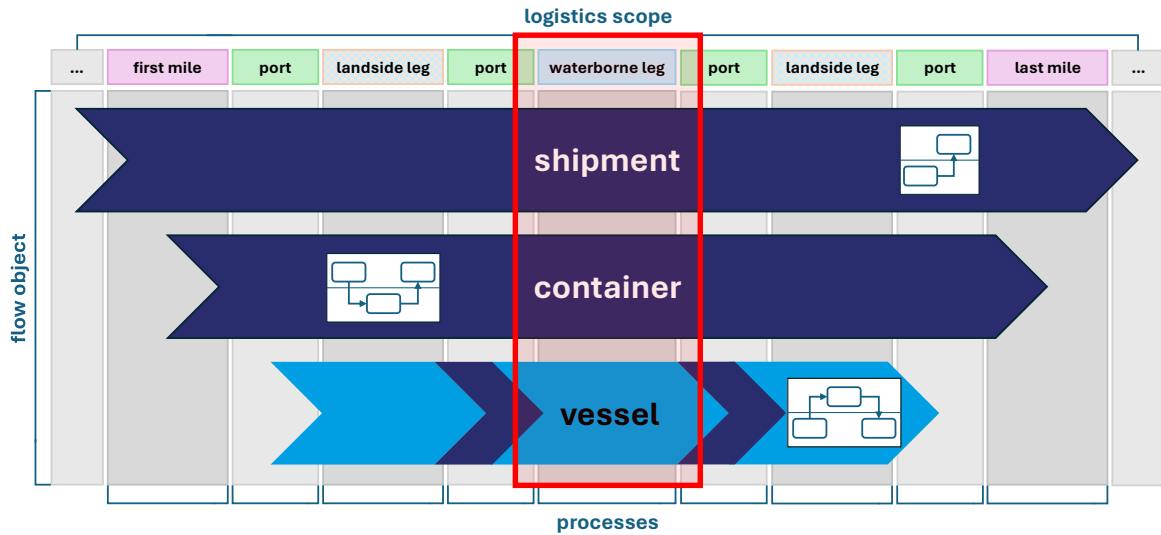 logistics scope
... first mile port landside leg port waterborne leg port landside leg port last mile ...
shipment
container
flow object
vessel
processes